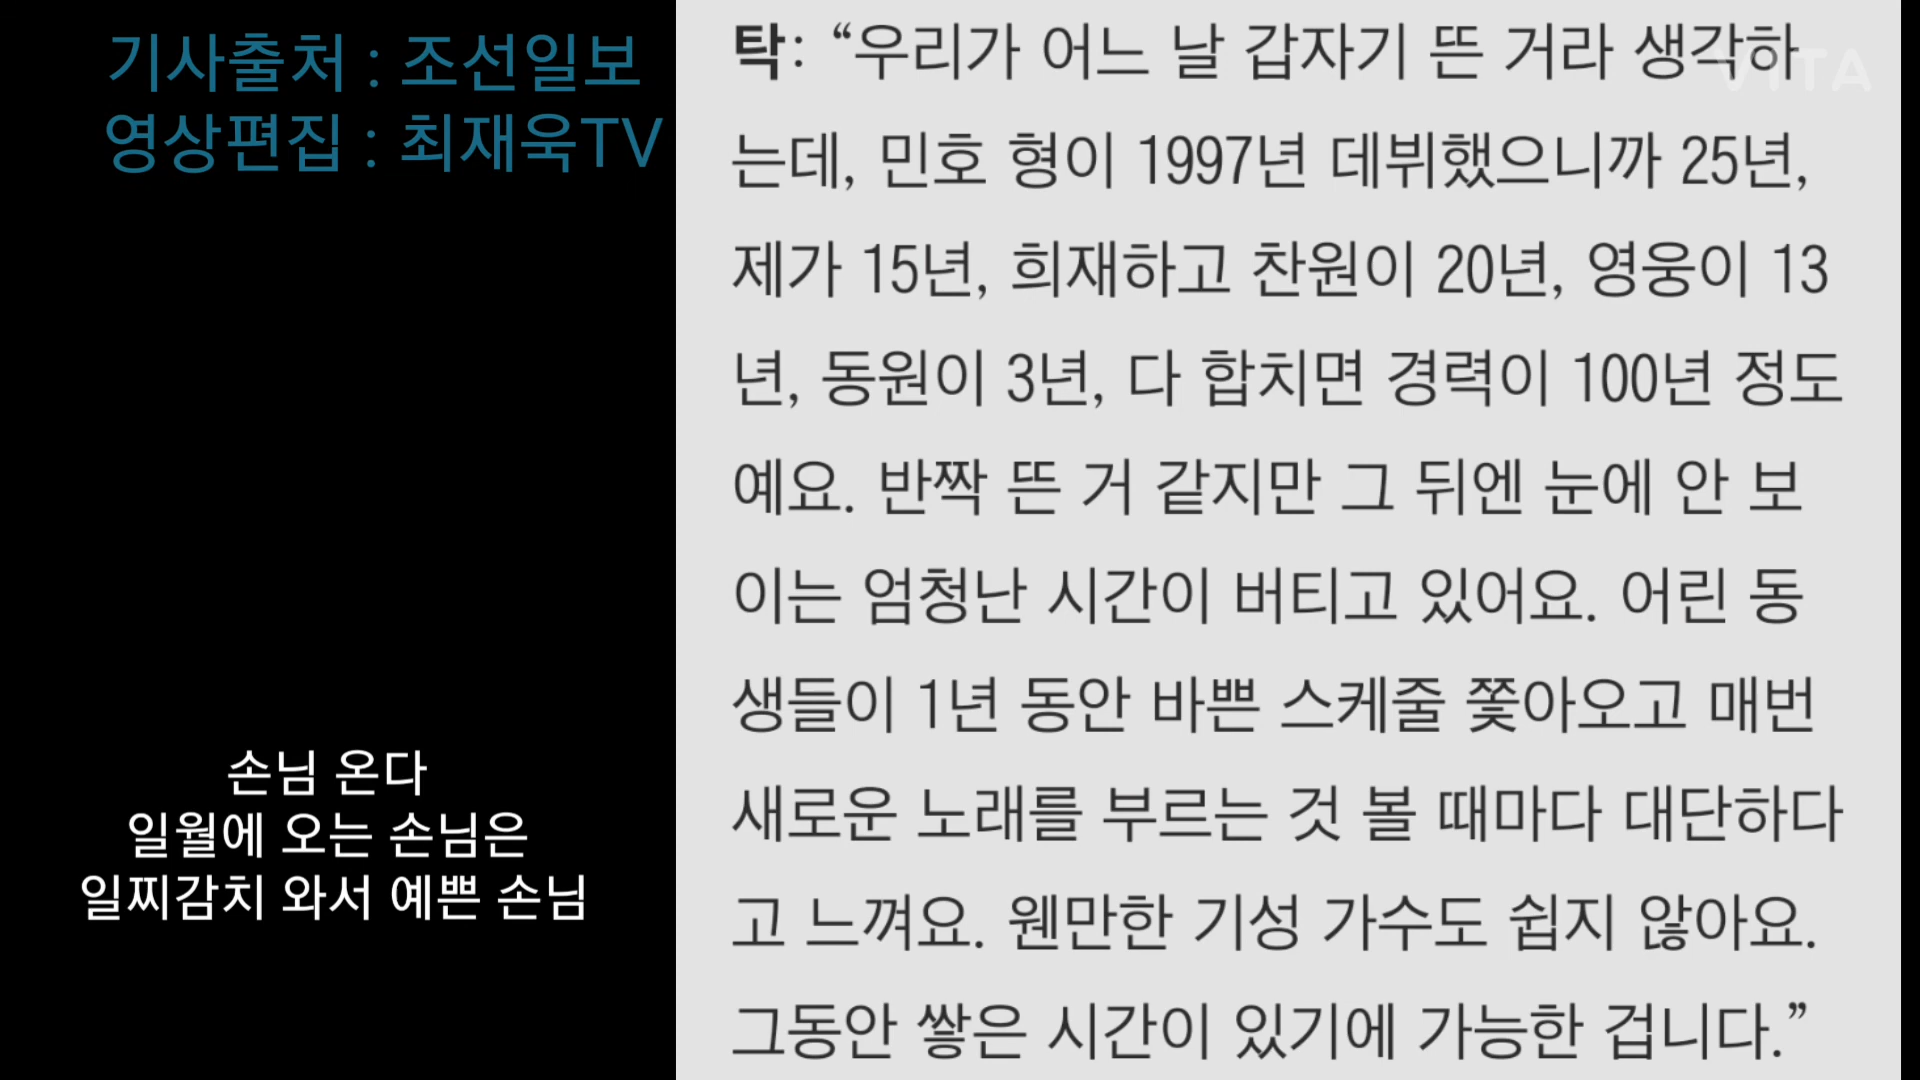 기사출처 : 조선일보
영상편집 : 최재욱TV
손님 온다
일월에 오는 손님은
일찌감치 와서 예쁜 손님
탁: “우리가 어느 날 갑자기 뜬 거라 생각하
는데, 민호 형이 1997년 데뷔했으니까 25년,
제가 15년, 희재하고 찬원이 20년, 영웅이 13
년, 동원이 3년, 다 합치면 경력이 100년 정도
예요. 반짝 뜬 거 같지만 그 뒤엔 눈에 안 보
이는 엄청난 시간이 버티고 있어요. 어린 동
생들이 1년 동안 바쁜 스케줄 쫓아오고 매번
새로운 노래를 부르는 것 볼 때마다 대단하다
고 느껴요. 웬만한 기성 가수도 쉽지 않아요.
그동안 쌓은 시간이 있기에 가능한 겁니다.”
VITA